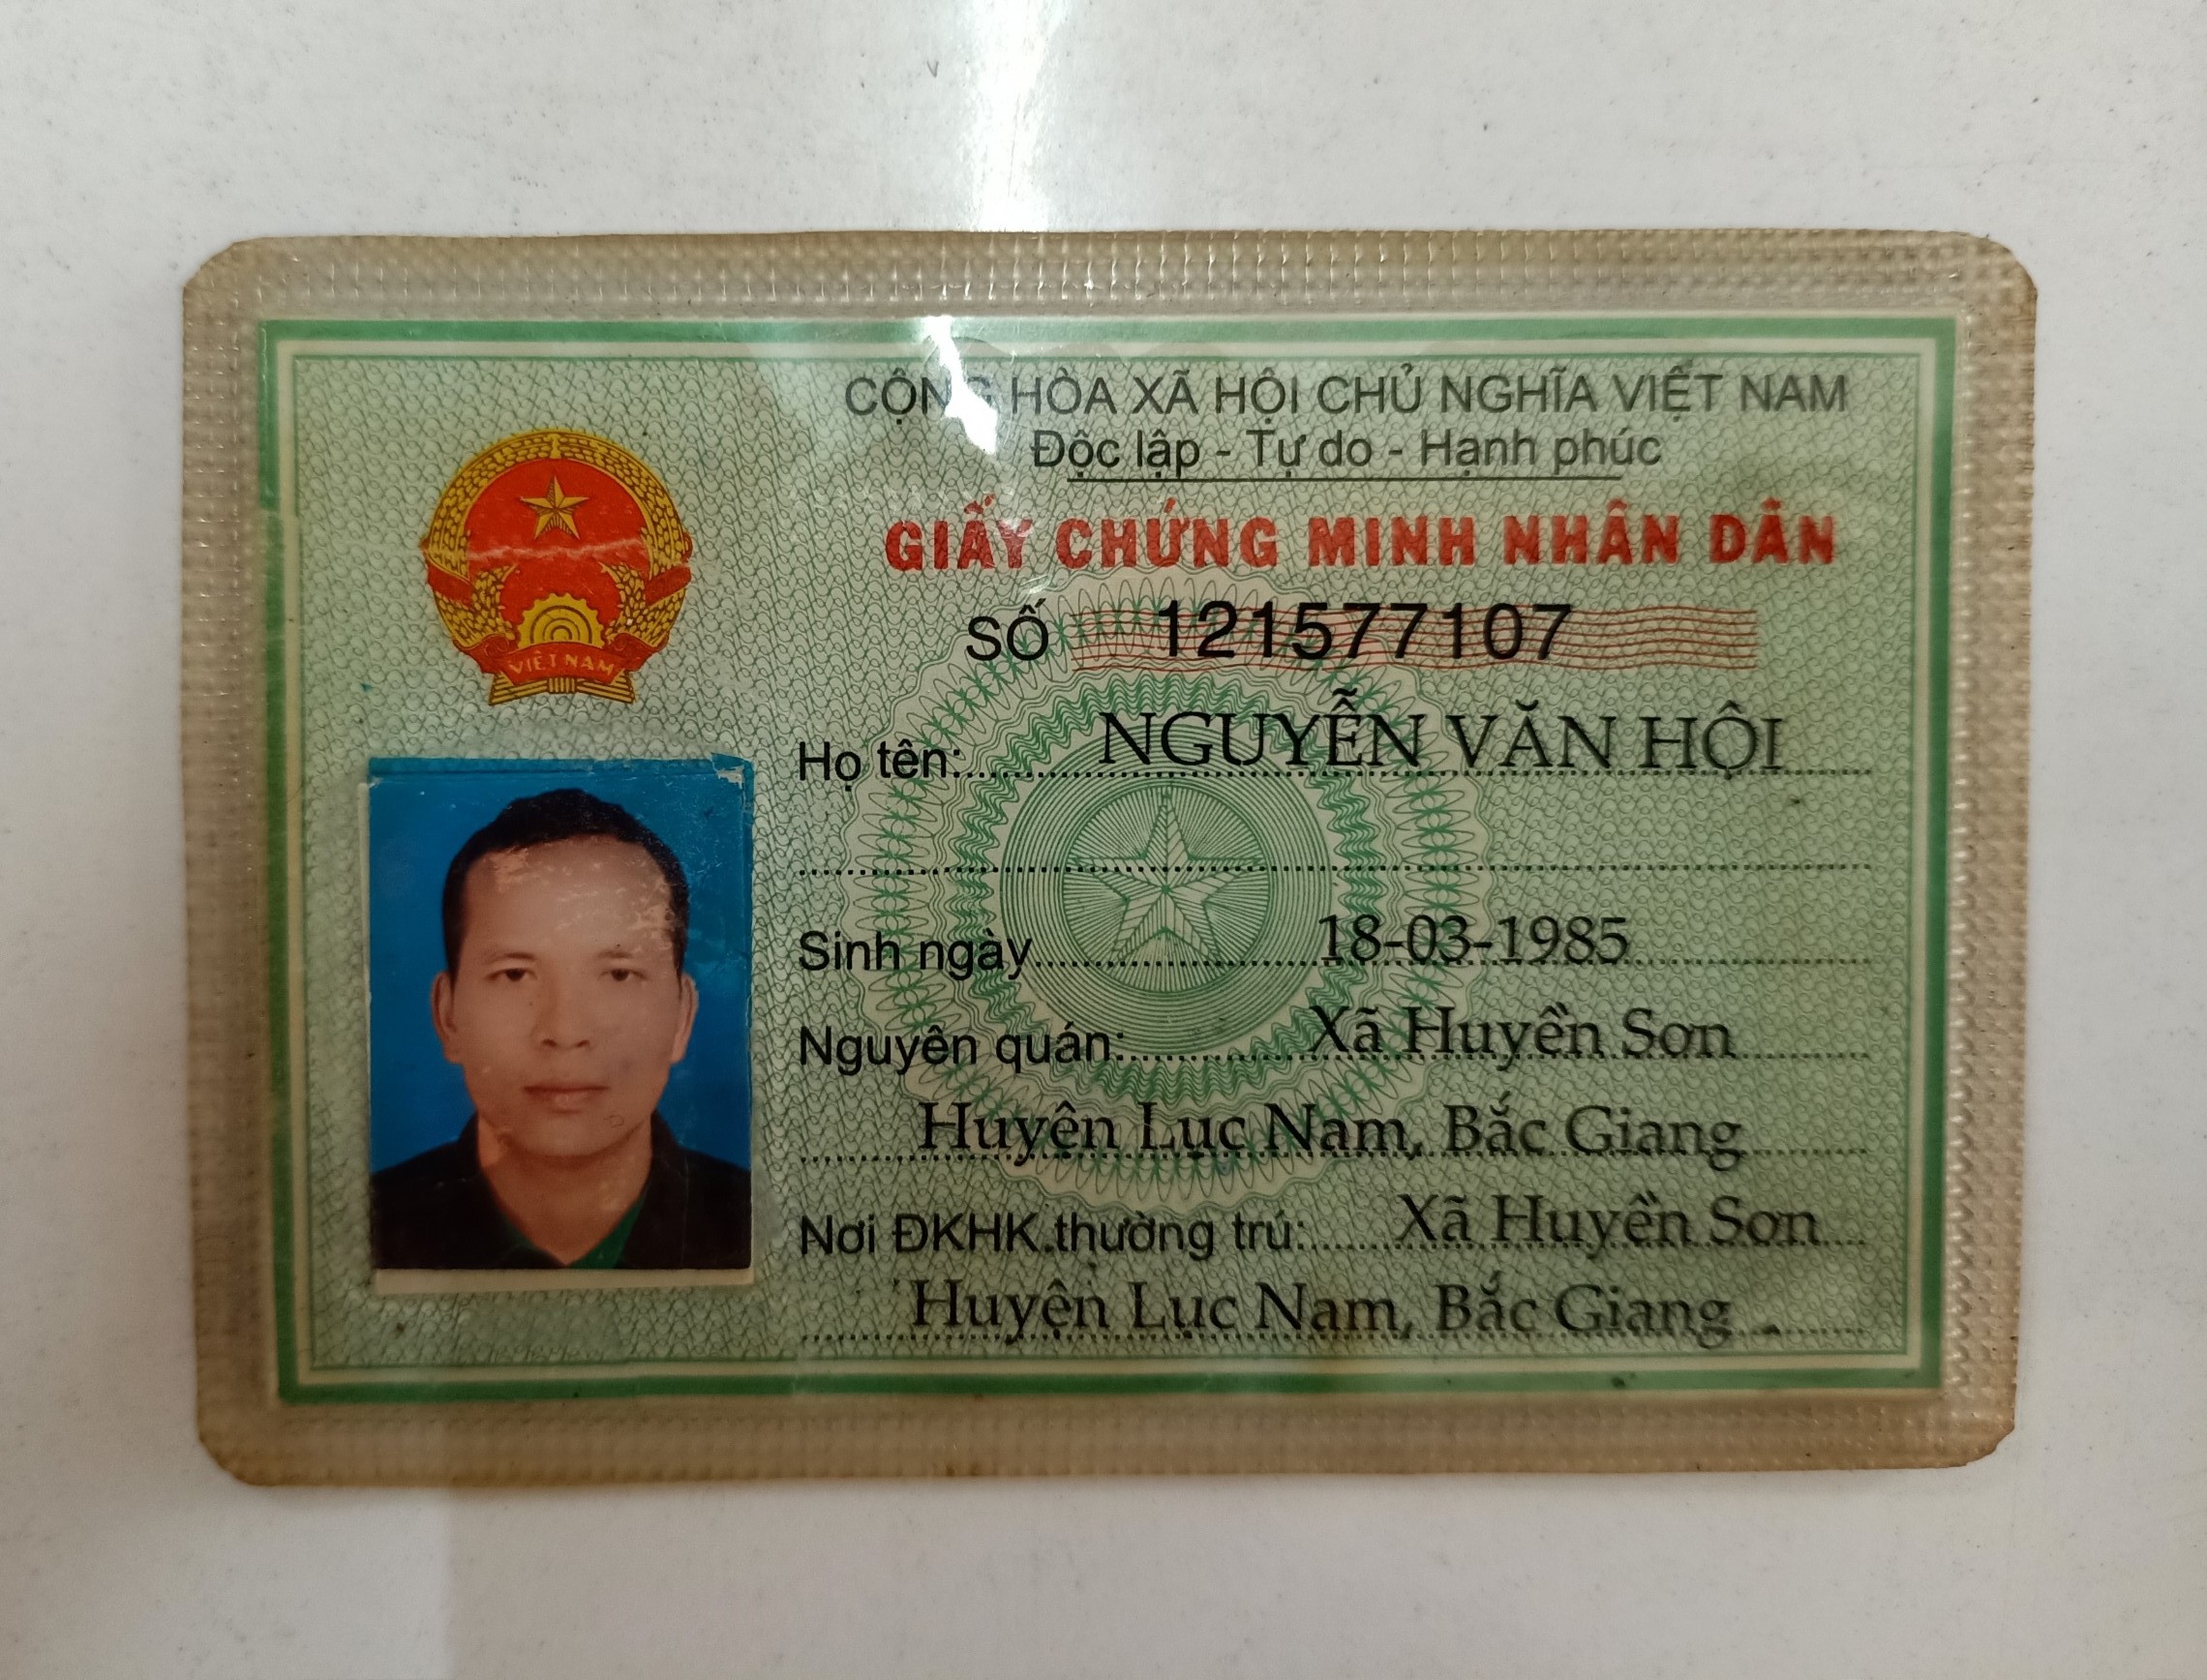 CỘNG HÒA XÃ HỘI CHỦ NGHĨA VIỆT NAM
Độc lập - Tự do - Hạnh phúc
GIẤY CHỨNG MINH NHÂN DÂN
SỐ 121577107
VIỆT NAM
Họ tên: NGUYỄN VĂN HỘI
Sinh ngày 18-03-1985
Nguyên quán: Xã Huyền Sơn
Huyện Lục Nam, Bắc Giang
Nơi ĐKHK thường trú: Xã Huyền Sơn
Huyện Lục Nam, Bắc Giang